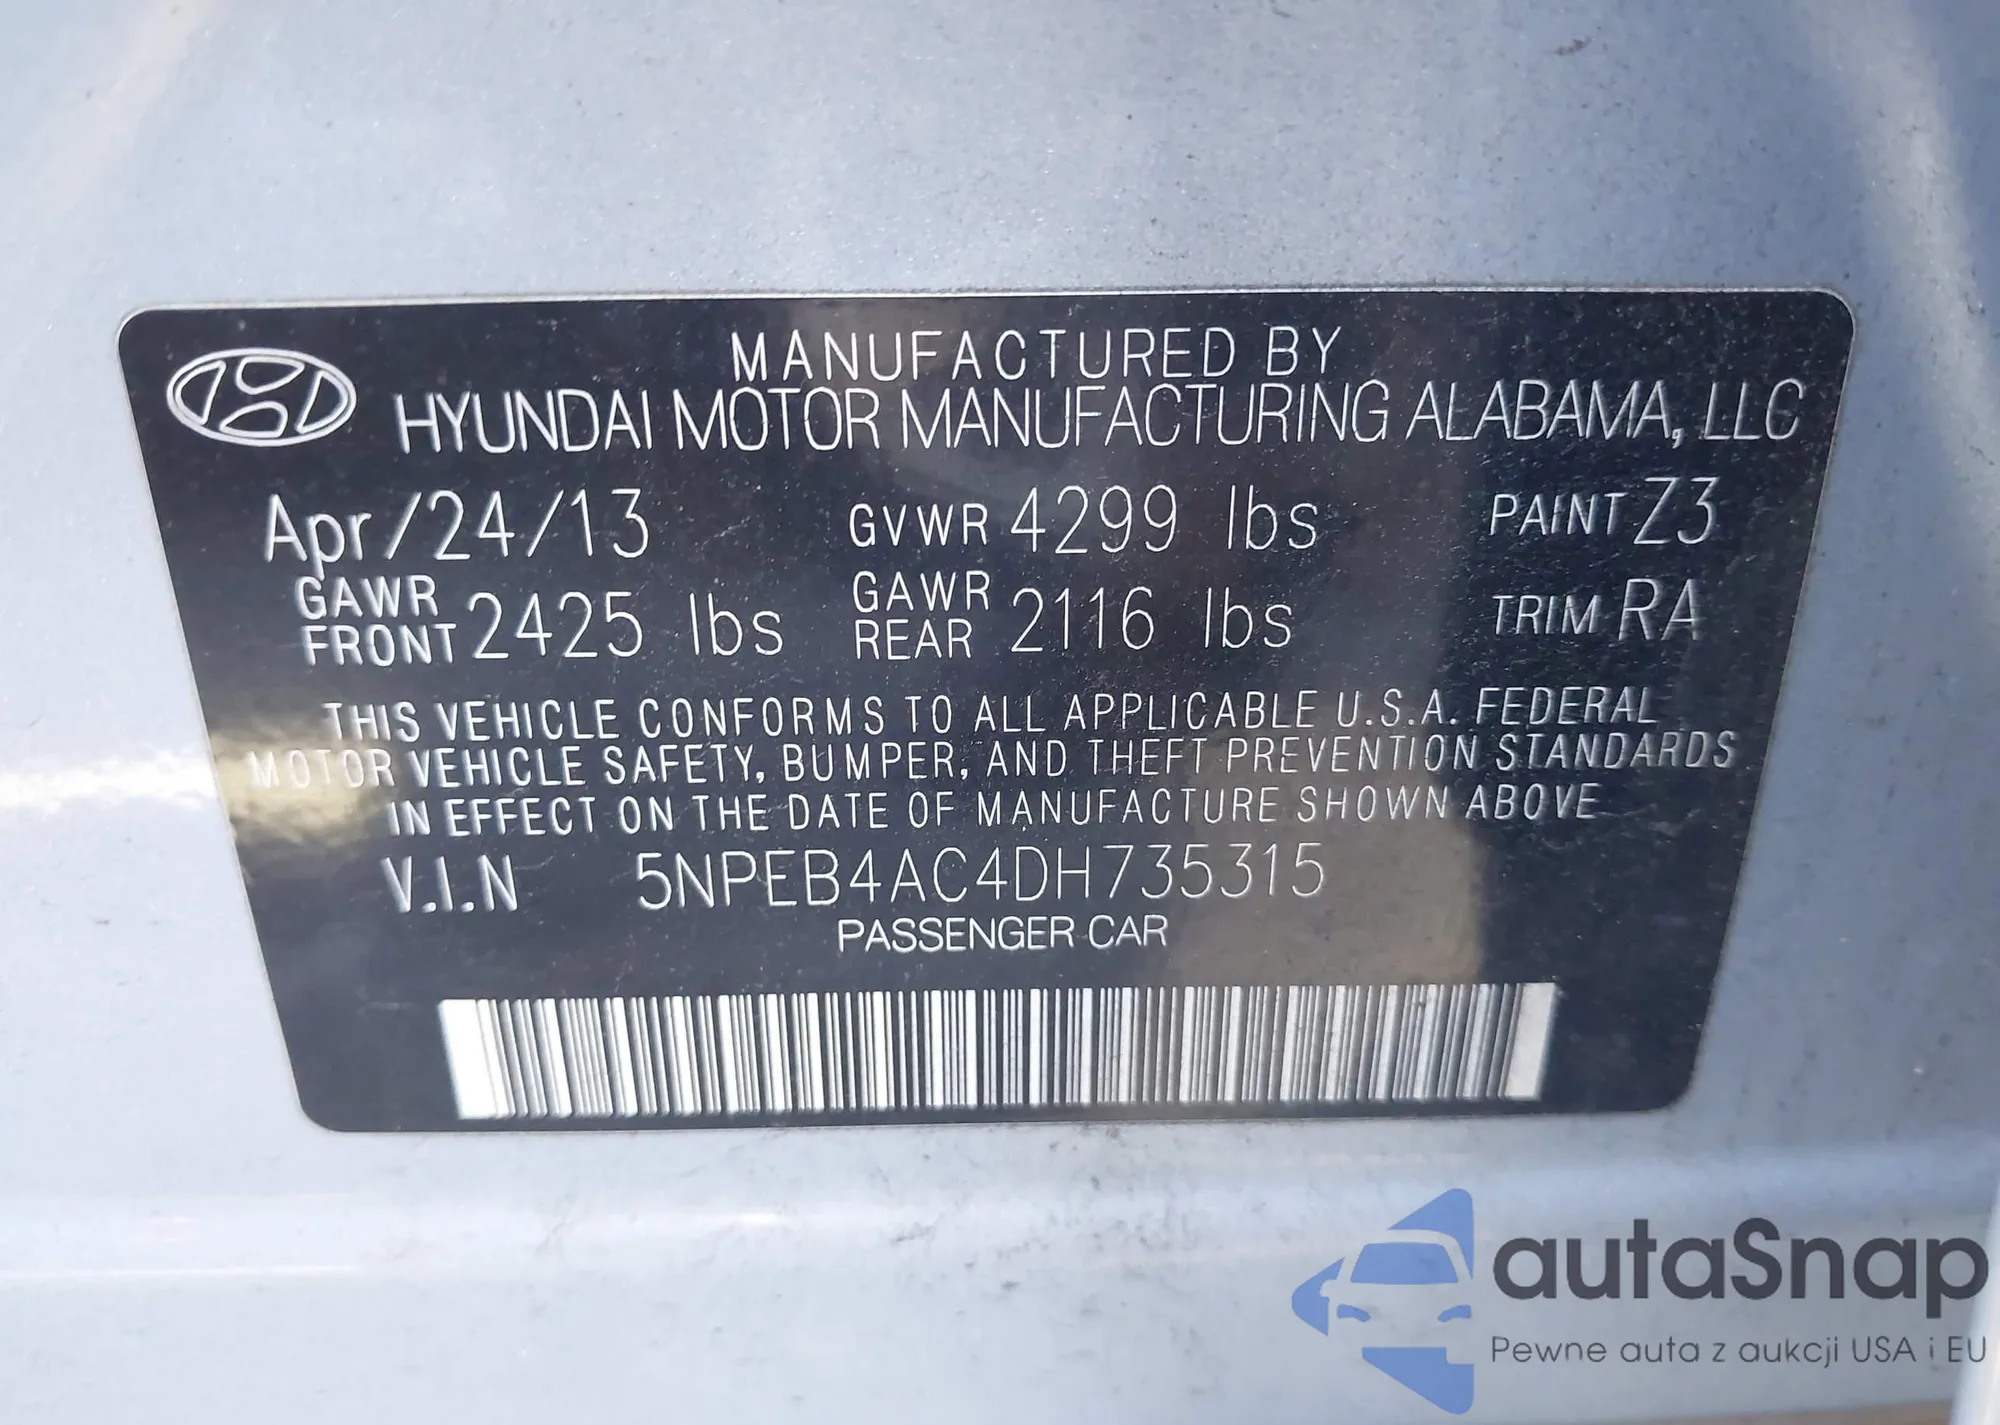 MANUFACTURED BY
HYUNDAI MOTOR MANUFACTURING ALABAMA, LLC
Apr/24/13 GVWR 4299 lbs PAINT Z3
GAWR FRONT 2425 lbs GAWR REAR 2116 lbs TRIM RA
THIS VEHICLE CONFORMS TO ALL APPLICABLE U.S.A. FEDERAL
MOTOR VEHICLE SAFETY, BUMPER, AND THEFT PREVENTION STANDARDS
IN EFFECT ON THE DATE OF MANUFACTURE SHOWN ABOVE
V.I.N 5NPEB4AC4DH735315
PASSENGER CAR
autaSnap
Pewne auta z aukcji USA i EU